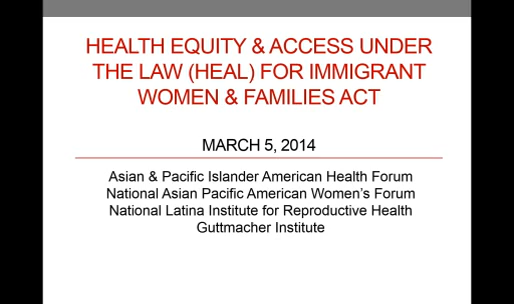 HEALTH EQUITY & ACCESS UNDER
THE LAW (HEAL) FOR IMMIGRANT
WOMEN & FAMILIES ACT
MARCH 5, 2014
Asian & Pacific Islander American Health Forum
National Asian Pacific American Women's Forum
National Latina Institute for Reproductive Health
Guttmacher Institute